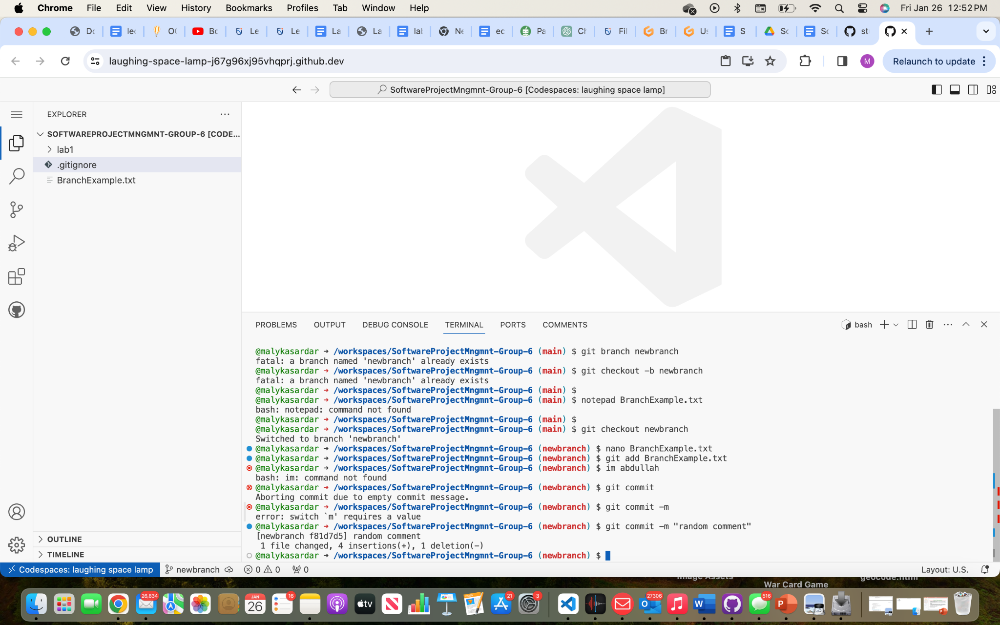 Chrome File Edit View History Bookmarks Profiles Tab Window Help Fri Jan 26 12:52 PM
Dc lec OC Bc Le Le La La lal Ne ec Pa Ch Fil Br Us S Sc Sc st
laughing-space-lamp-j67g96xj95vhqprj.github.dev M Relaunch to update
SoftwareProjectMngmnt-Group-6 [Codespaces: laughing space lamp]
EXPLORER
SOFTWAREPROJECTMNGMNT-GROUP-6 [CODE...
lab1
.gitignore
BranchExample.txt
PROBLEMS OUTPUT DEBUG CONSOLE TERMINAL PORTS COMMENTS bash
@malykasardar → /workspaces/SoftwareProjectMngmnt-Group-6 (main) $ git branch newbranch
fatal: a branch named 'newbranch' already exists
@malykasardar → /workspaces/SoftwareProjectMngmnt-Group-6 (main) $ git checkout -b newbranch
fatal: a branch named 'newbranch' already exists
@malykasardar → /workspaces/SoftwareProjectMngmnt-Group-6 (main) $
@malykasardar → /workspaces/SoftwareProjectMngmnt-Group-6 (main) $ notepad BranchExample.txt
bash: notepad: command not found
@malykasardar → /workspaces/SoftwareProjectMngmnt-Group-6 (main) $
@malykasardar → /workspaces/SoftwareProjectMngmnt-Group-6 (main) $ git checkout newbranch
Switched to branch 'newbranch'
@malykasardar → /workspaces/SoftwareProjectMngmnt-Group-6 (newbranch) $ nano BranchExample.txt
@malykasardar → /workspaces/SoftwareProjectMngmnt-Group-6 (newbranch) $ git add BranchExample.txt
@malykasardar → /workspaces/SoftwareProjectMngmnt-Group-6 (newbranch) $ im abdullah
bash: im: command not found
@malykasardar → /workspaces/SoftwareProjectMngmnt-Group-6 (newbranch) $ git commit
Aborting commit due to empty commit message.
@malykasardar → /workspaces/SoftwareProjectMngmnt-Group-6 (newbranch) $ git commit -m
error: switch `m' requires a value
@malykasardar → /workspaces/SoftwareProjectMngmnt-Group-6 (newbranch) $ git commit -m "random comment"
[newbranch f81d7d5] random comment
1 file changed, 4 insertions(+), 1 deletion(-)
@malykasardar → /workspaces/SoftwareProjectMngmnt-Group-6 (newbranch) $
OUTLINE
TIMELINE
Codespaces: laughing space lamp newbranch 0 0 0 Layout: U.S.
Image Assets War Card Game geocode.html
26,834 JAN 26 16 tv 21 3 27306 W 516 P